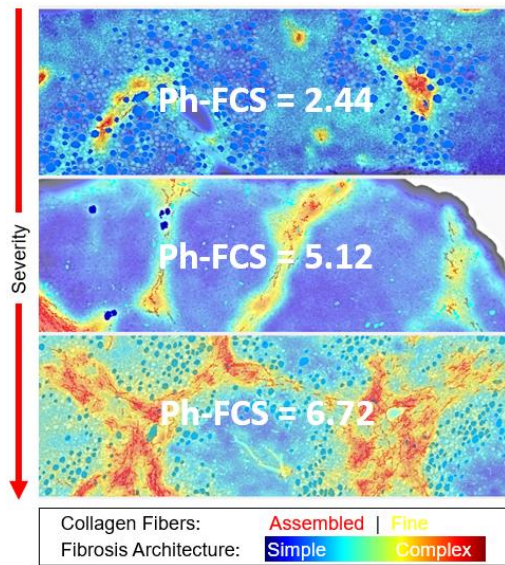 Severity
Ph-FCS = 2.44
Ph-FCS = 5.12
Ph-FCS = 6.72
Collagen Fibers: Assembled | Fine
Fibrosis Architecture: Simple Complex